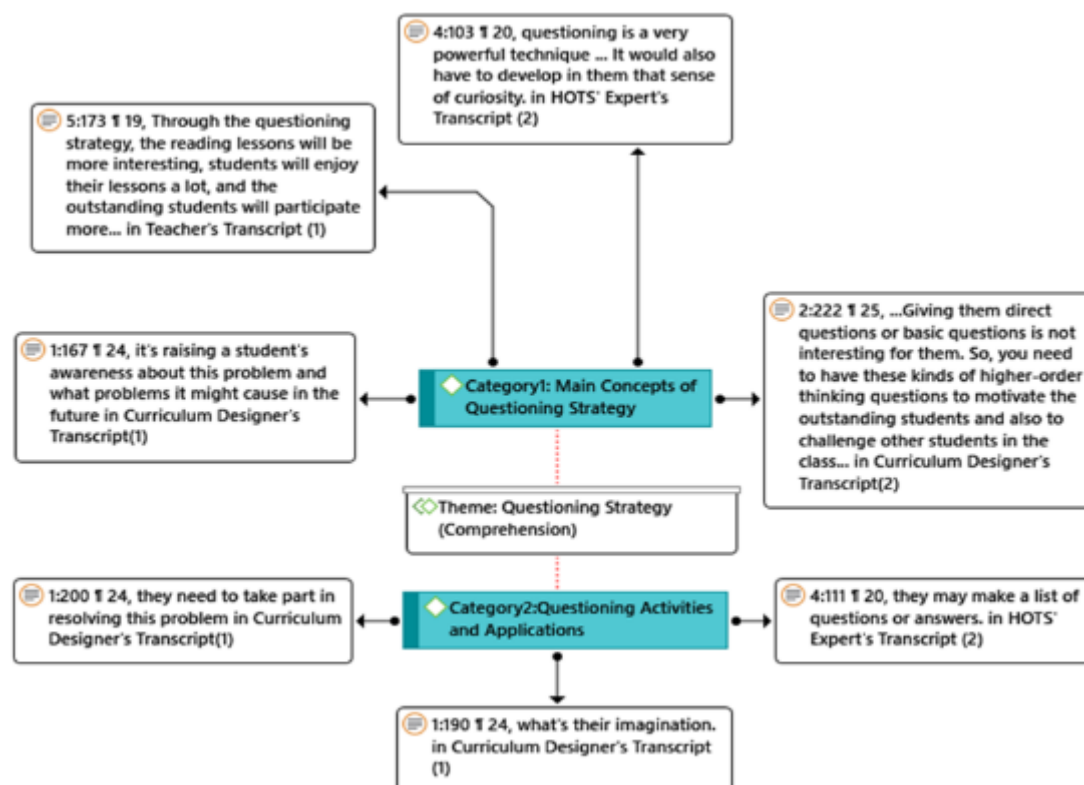 4:103 ¶ 20, questioning is a very
powerful technique ... It would also
have to develop in them that sense
of curiosity. in HOTS' Expert's
Transcript (2)
5:173 ¶ 19, Through the questioning
strategy, the reading lessons will be
more interesting, students will enjoy
their lessons a lot, and the
outstanding students will participate
more... in Teacher's Transcript (1)
1:167 ¶ 24, it's raising a student's
awareness about this problem and
what problems it might cause in the
future in Curriculum Designer's
Transcript(1)
Category1: Main Concepts of
Questioning Strategy
2:222 ¶ 25, ...Giving them direct
questions or basic questions is not
interesting for them. So, you need
to have these kinds of higher-order
thinking questions to motivate the
outstanding students and also to
challenge other students in the
class... in Curriculum Designer's
Transcript(2)
Theme: Questioning Strategy
(Comprehension)
1:200 ¶ 24, they need to take part in
resolving this problem in Curriculum
Designer's Transcript(1)
Category2:Questioning Activities
and Applications
4:111 ¶ 20, they may make a list of
questions or answers. in HOTS'
Expert's Transcript (2)
1:190 ¶ 24, what's their imagination.
in Curriculum Designer's Transcript
(1)